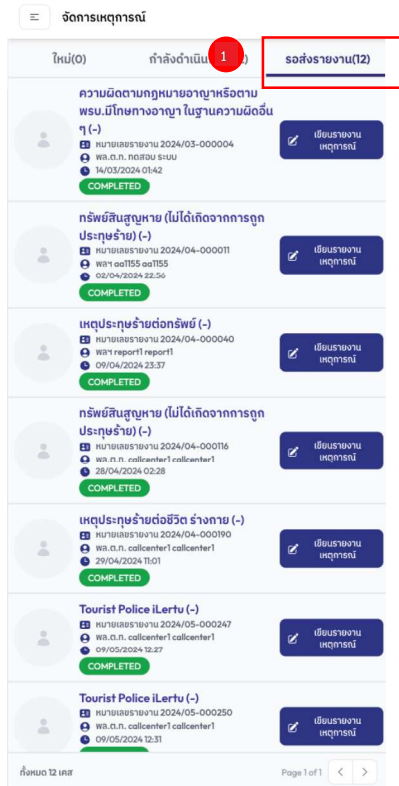 จัดการเหตุการณ์
ใหม่(0)
กำลังดำเนิน
1
รอส่งรายงาน(12)
ความผิดตามกฎหมายอาญาหรือตาม
พรบ.มีโทษทางอาญา ในฐานความผิดอื่น
ๆ (-)
หมายเลขรายงาน 2024/03-000004
พล.ต.ท. ทดสอบ ระบบ
14/03/2024 01:42
COMPLETED
เขียนรายงาน
เหตุการณ์
ทรัพย์สินสูญหาย (ไม่ได้เกิดจากการถูก
ประทุษร้าย) (-)
หมายเลขรายงาน 2024/04-000011
พลฯ aa1155 aa1155
02/04/2024 22:56
COMPLETED
เขียนรายงาน
เหตุการณ์
เหตุประทุษร้ายต่อทรัพย์ (-)
หมายเลขรายงาน 2024/04-000040
พลฯ report1 report1
09/04/2024 23:37
COMPLETED
เขียนรายงาน
เหตุการณ์
ทรัพย์สินสูญหาย (ไม่ได้เกิดจากการถูก
ประทุษร้าย) (-)
หมายเลขรายงาน 2024/04-000116
พล.ต.ท. callcenter1 callcenter1
28/04/2024 02:28
COMPLETED
เขียนรายงาน
เหตุการณ์
เหตุประทุษร้ายต่อชีวิต ร่างกาย (-)
หมายเลขรายงาน 2024/04-000190
พล.ต.ท. callcenter1 callcenter1
29/04/2024 11:01
COMPLETED
เขียนรายงาน
เหตุการณ์
Tourist Police iLertu (-)
หมายเลขรายงาน 2024/05-000247
พล.ต.ท. callcenter1 callcenter1
09/05/2024 12:27
COMPLETED
เขียนรายงาน
เหตุการณ์
Tourist Police iLertu (-)
หมายเลขรายงาน 2024/05-000250
พล.ต.ท. callcenter1 callcenter1
09/05/2024 12:31
เขียนรายงาน
เหตุการณ์
ทั้งหมด 12 เคส
Page 1 of 1